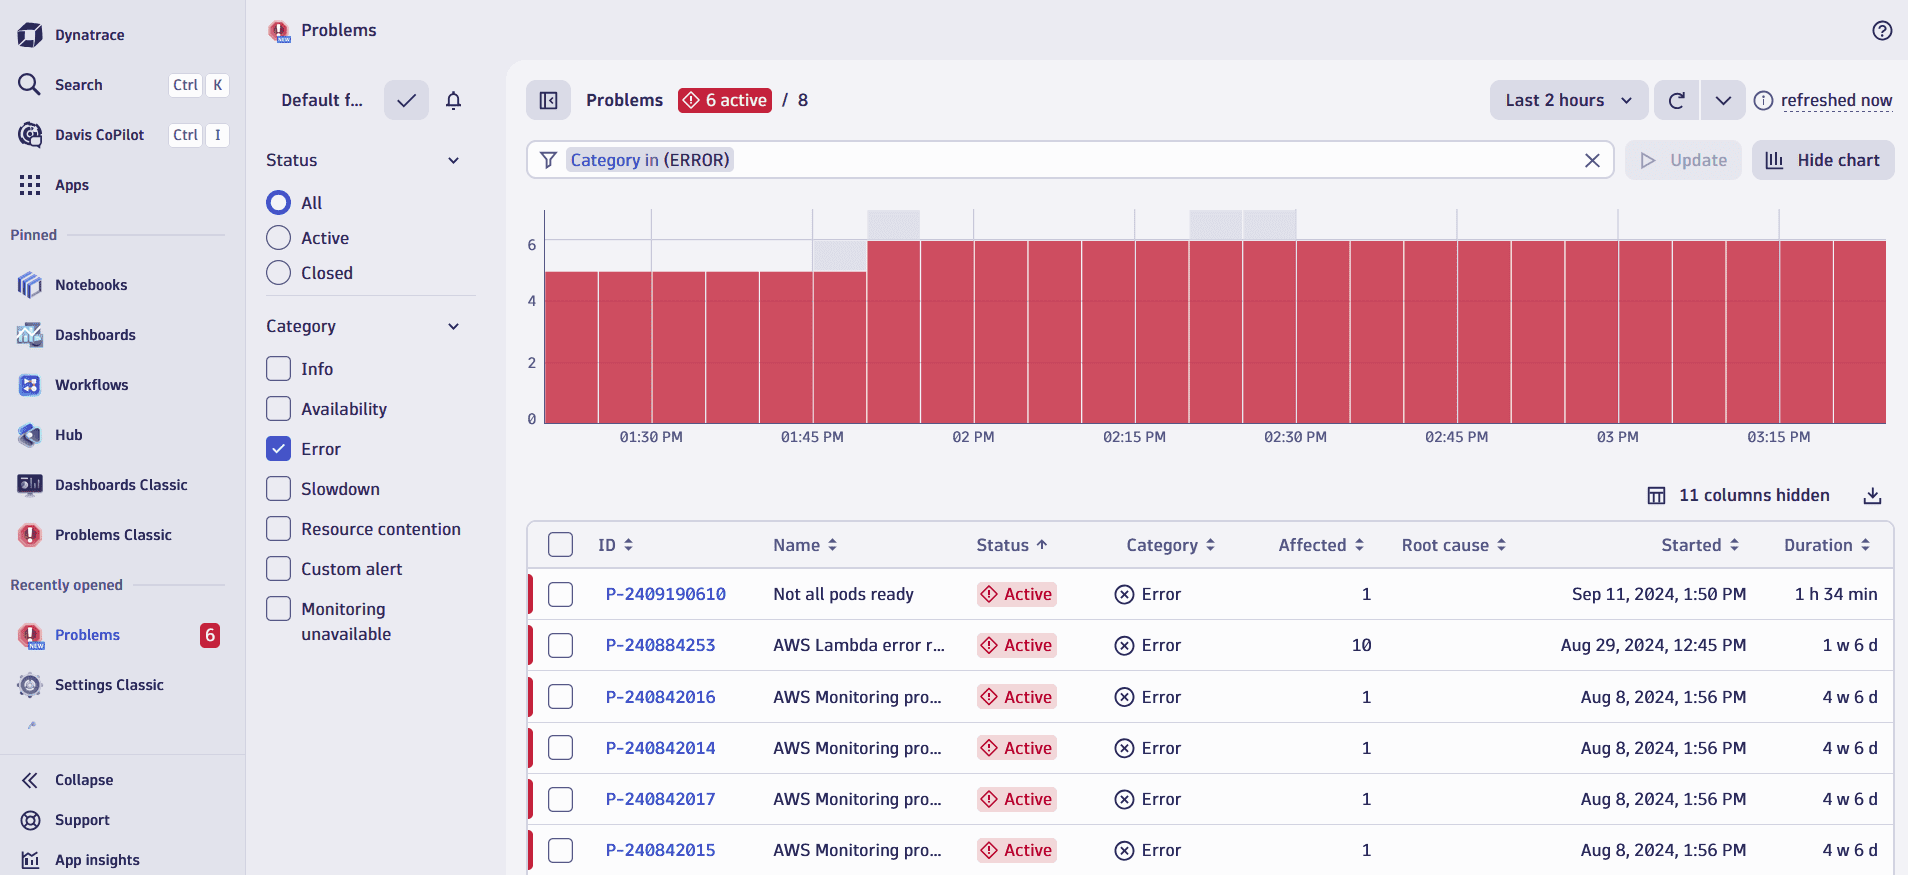 Dynatrace
Search Ctrl K
Davis CoPilot Ctrl I
Apps
Pinned
Notebooks
Dashboards
Workflows
Hub
Dashboards Classic
Problems Classic
Recently opened
Problems 6
Settings Classic
Collapse
Support
App insights
NEW Problems
Default f...
Status
All
Active
Closed
Category
Info
Availability
Error
Slowdown
Resource contention
Custom alert
Monitoring
unavailable
Problems 6 active / 8 Last 2 hours refreshed now
Category in (ERROR) Update Hide chart
6
4
2
0
01:30 PM 01:45 PM 02 PM 02:15 PM 02:30 PM 02:45 PM 03 PM 03:15 PM
11 columns hidden
ID Name Status Category Affected Root cause Started Duration
P-2409190610 Not all pods ready Active Error 1 Sep 11, 2024, 1:50 PM 1 h 34 min
P-240884253 AWS Lambda error r... Active Error 10 Aug 29, 2024, 12:45 PM 1 w 6 d
P-240842016 AWS Monitoring pro... Active Error 1 Aug 8, 2024, 1:56 PM 4 w 6 d
P-240842014 AWS Monitoring pro... Active Error 1 Aug 8, 2024, 1:56 PM 4 w 6 d
P-240842017 AWS Monitoring pro... Active Error 1 Aug 8, 2024, 1:56 PM 4 w 6 d
P-240842015 AWS Monitoring pro... Active Error 1 Aug 8, 2024, 1:56 PM 4 w 6 d